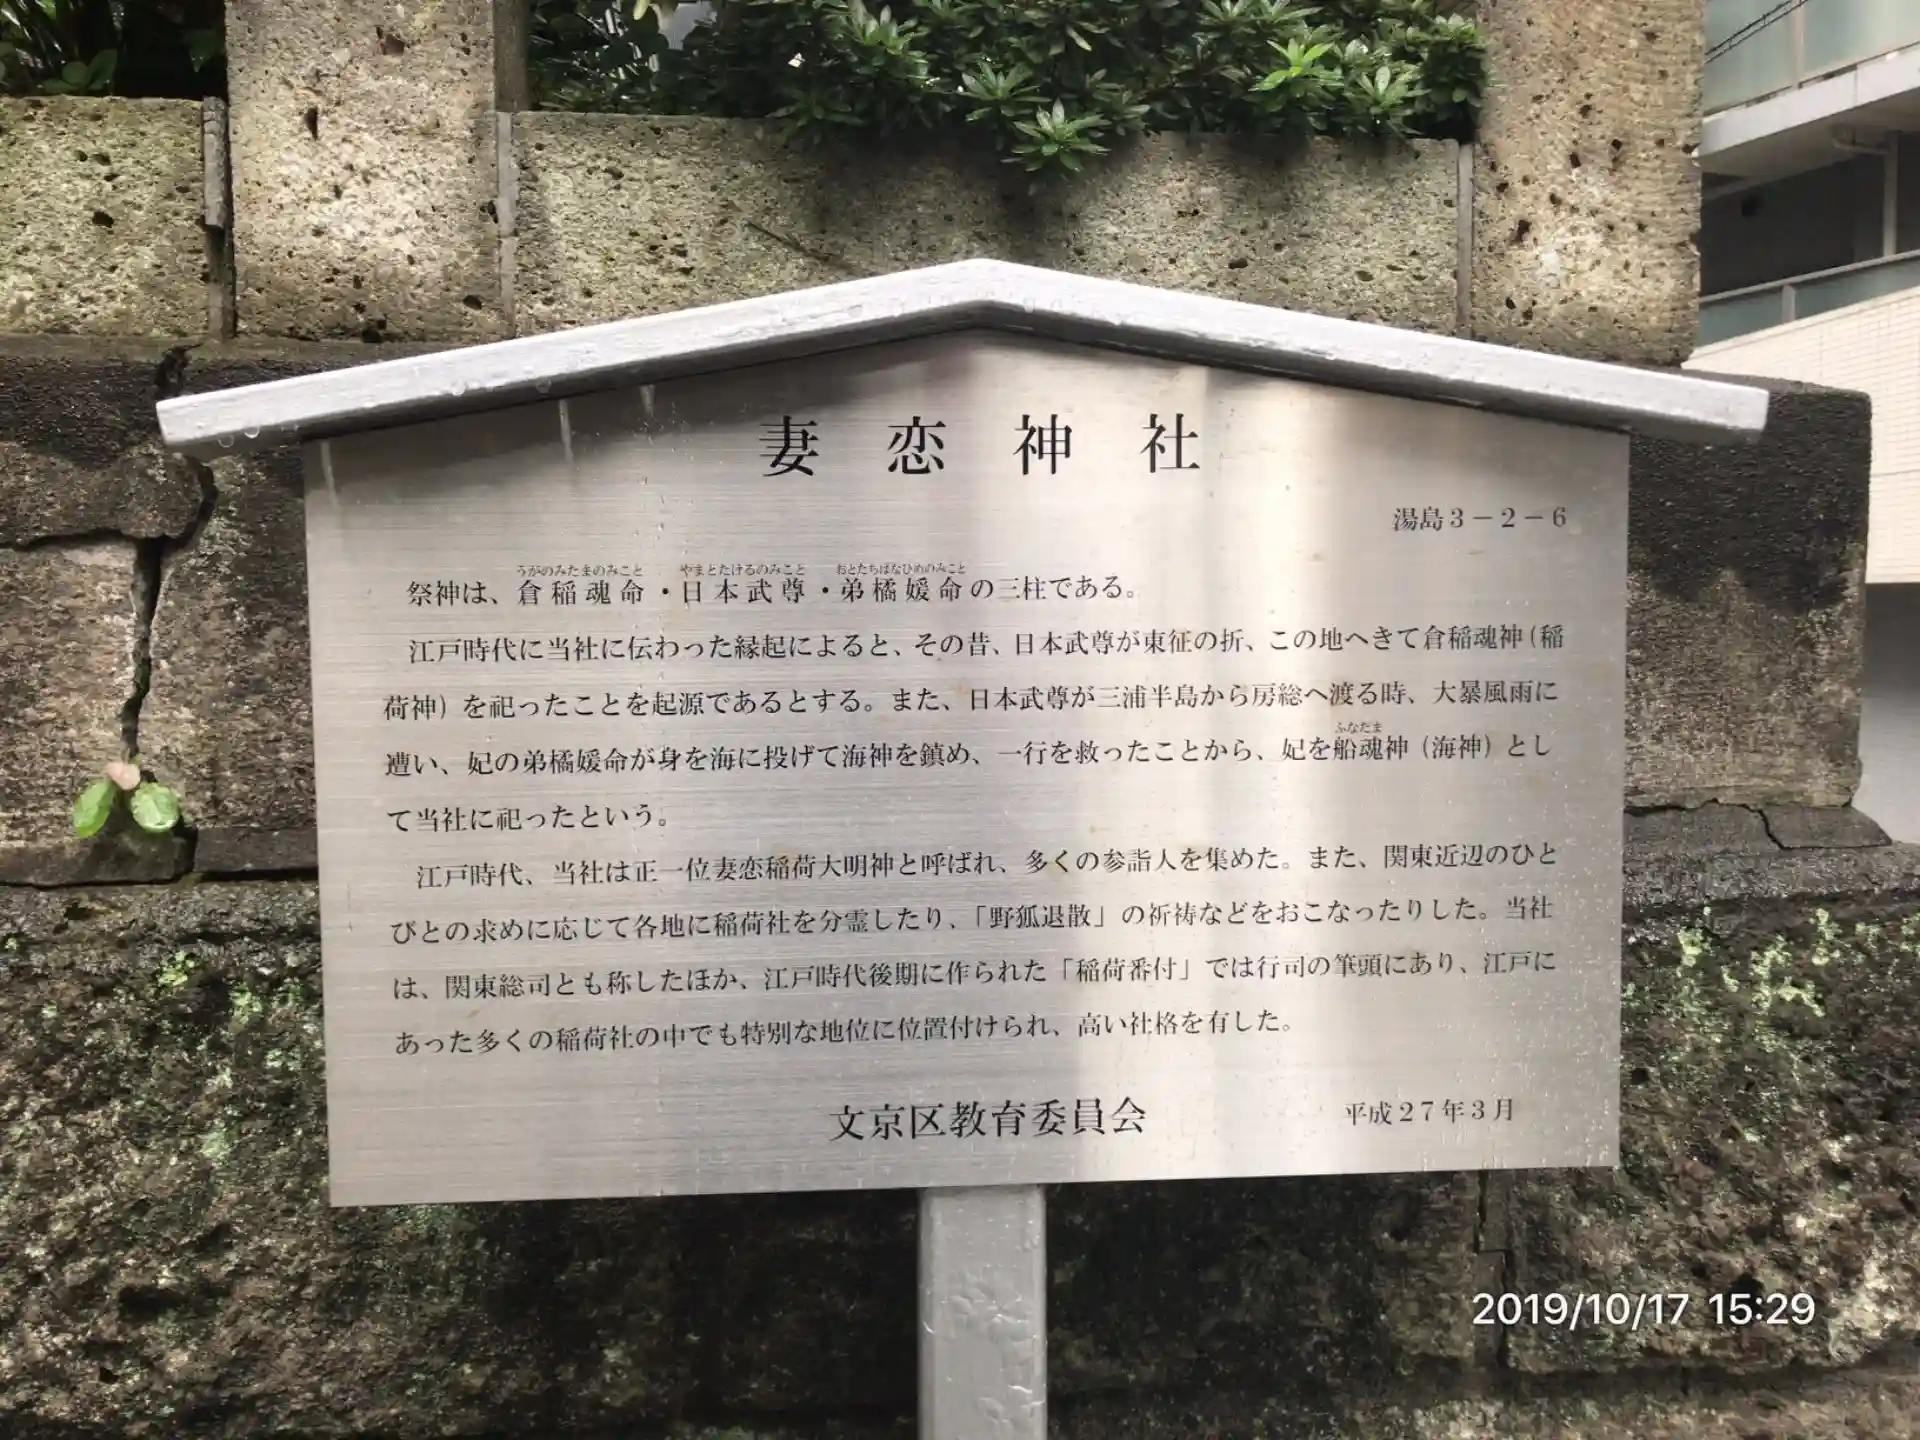 妻恋神社
湯島3-2-6
祭神は、倉稲魂命・日本武尊・弟橘媛命の三柱である。
うがのみたまのみこと やまとたけるのみこと おとたちばなひめのみこと
江戸時代に当社に伝わった縁起によると、その昔、日本武尊が東征の折、この地へきて倉稲魂神(稲
荷神)を祀ったことを起源であるとする。また、日本武尊が三浦半島から房総へ渡る時、大暴風雨に
ふなだま
遭い、妃の弟橘媛命が身を海に投げて海神を鎮め、一行を救ったことから、妃を船魂神(海神)とし
て当社に祀ったという。
江戸時代、当社は正一位妻恋稲荷大明神と呼ばれ、多くの参詣人を集めた。また、関東近辺のひと
びとの求めに応じて各地に稲荷社を分霊したり、「野狐退散」の祈祷などをおこなったりした。当社
は、関東総司とも称したほか、江戸時代後期に作られた「稲荷番付」では行司の筆頭にあり、江戸に
あった多くの稲荷社の中でも特別な地位に位置付けられ、高い社格を有した。
文京区教育委員会
平成27年3月
2019/10/17 15:29